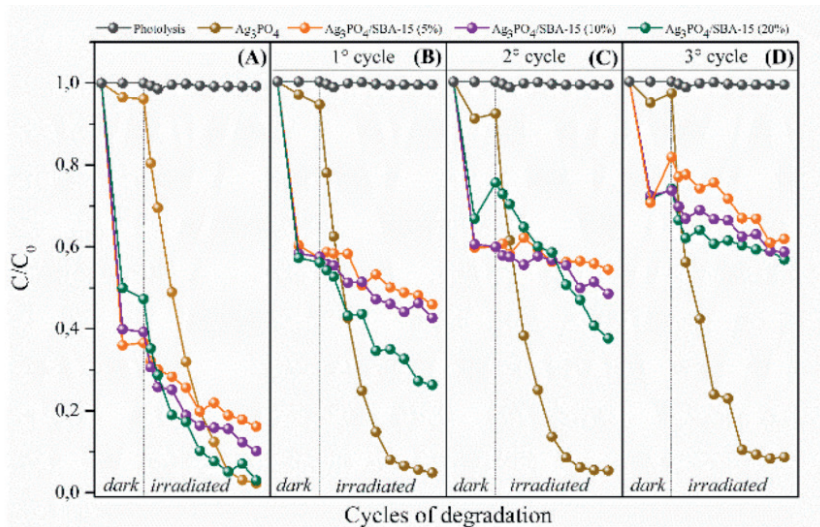 Photolysis Ag₃PO₄ Ag₃PO₄/SBA-15 (5%) Ag₃PO₄/SBA-15 (10%) Ag₃PO₄/SBA-15 (20%)
(A) 1° cycle (B) 2° cycle (C) 3° cycle (D)
1,0
0,8
0,6
0,4
0,2
0,0
C/C₀
dark irradiated dark irradiated dark irradiated dark irradiated
Cycles of degradation